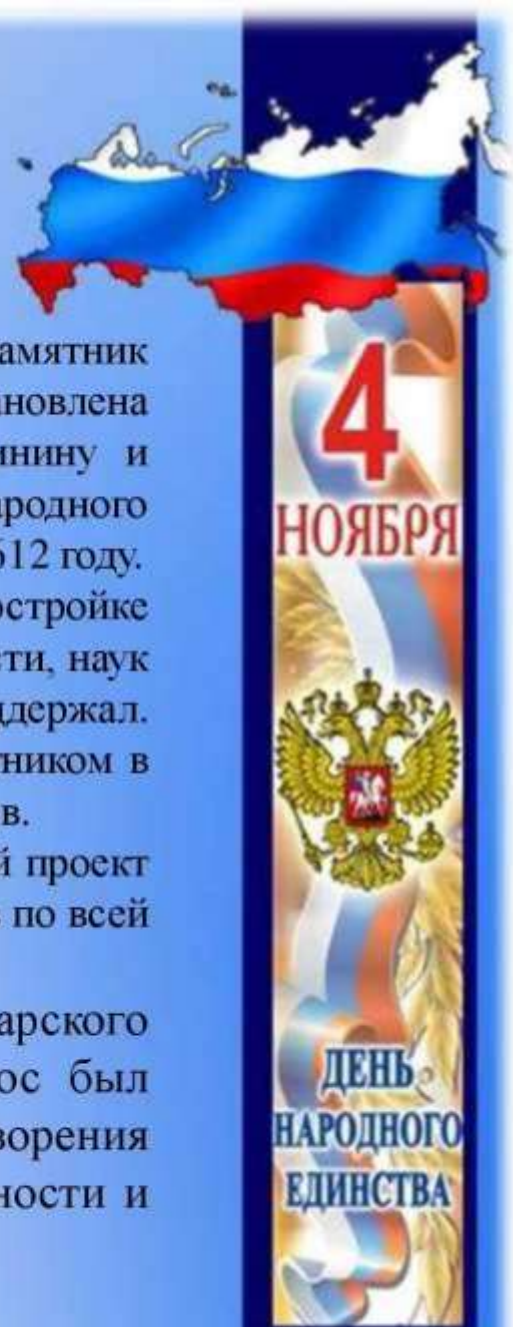 амятник
ановлена
инину и
ародного
612 году.
остройке
сти, наук
ддержал.
тником в
в.
й проект
по всей
арского
ос был
ворения
ности и
4
НОЯБРЯ
ДЕНЬ
НАРОДНОГО
ЕДИНСТВА